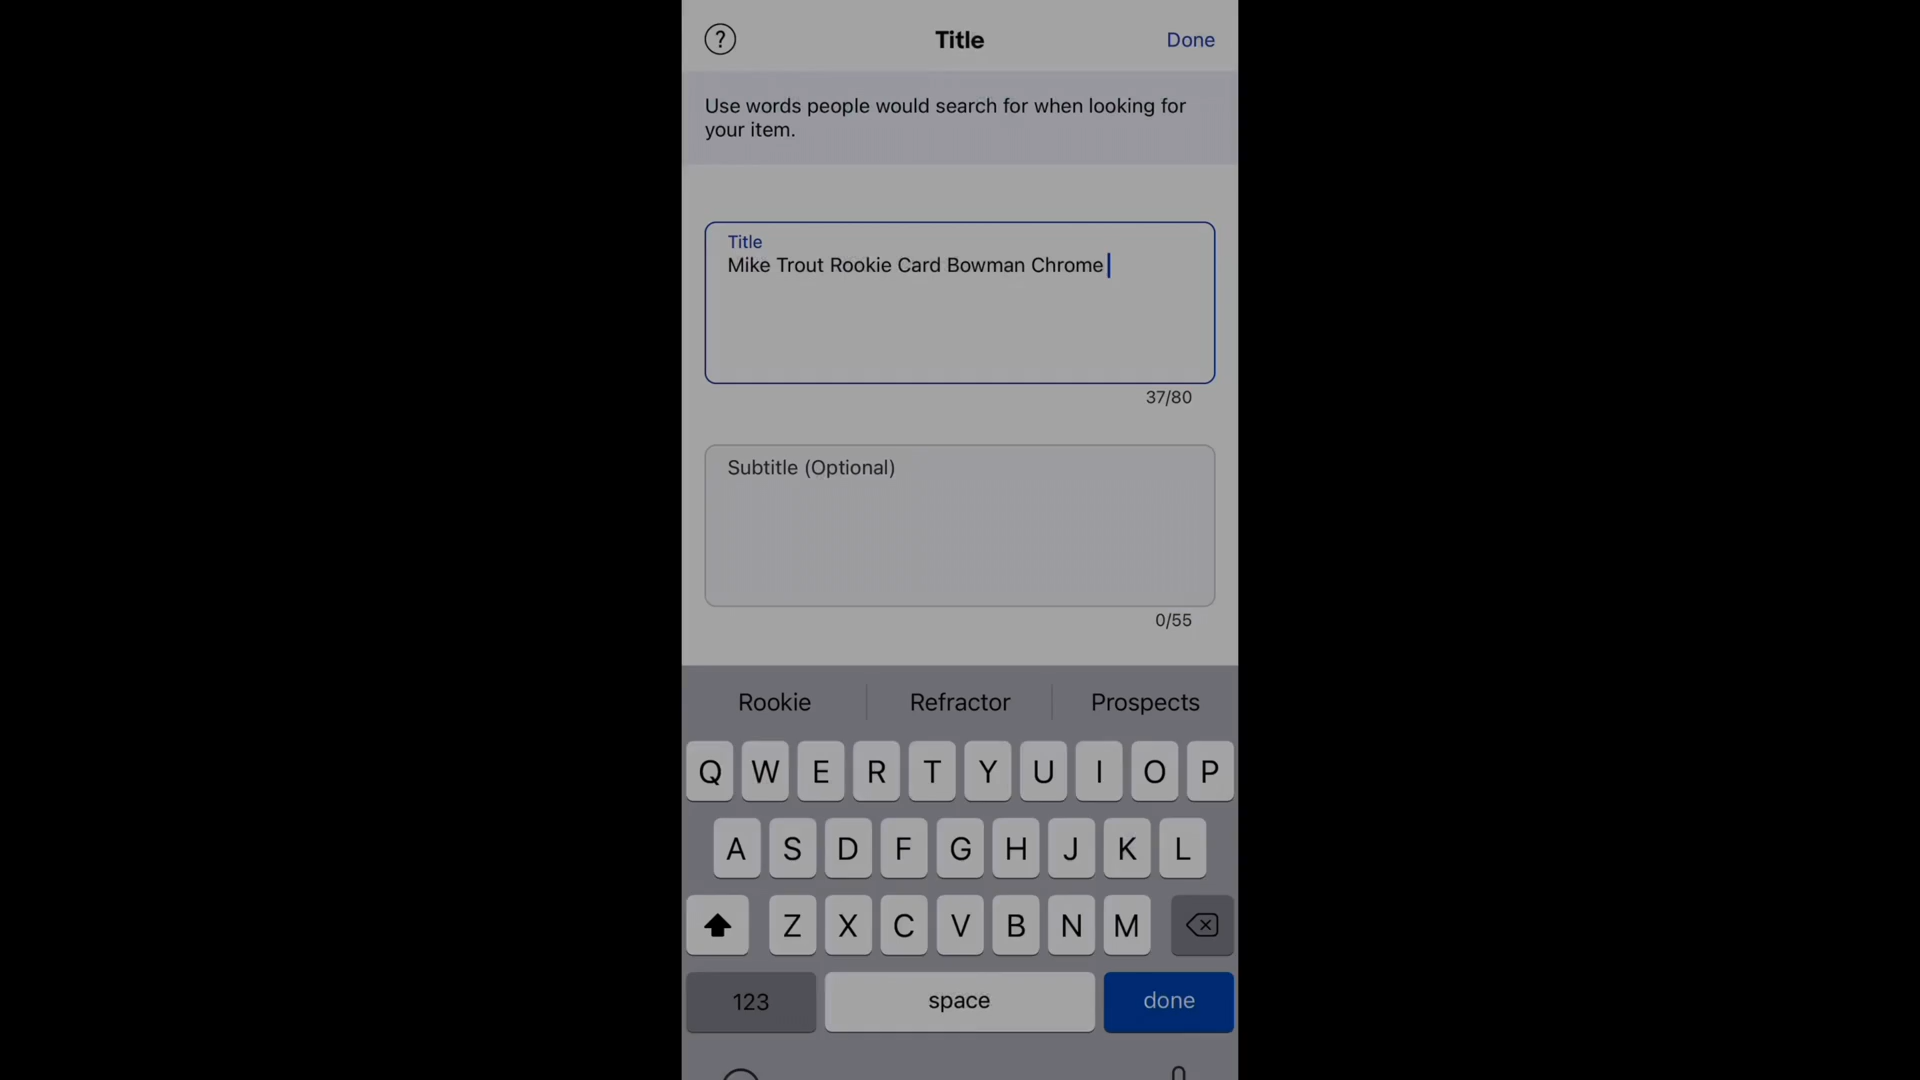 ?
Title
Done
Use words people would search for when looking for
your item.
Title
Mike Trout Rookie Card Bowman Chrome
37/80
Subtitle (Optional)
0/55
Rookie Refractor Prospects
Q W E R T Y U I O P
A S D F G H J K L
Z X C V B N M
123 space done